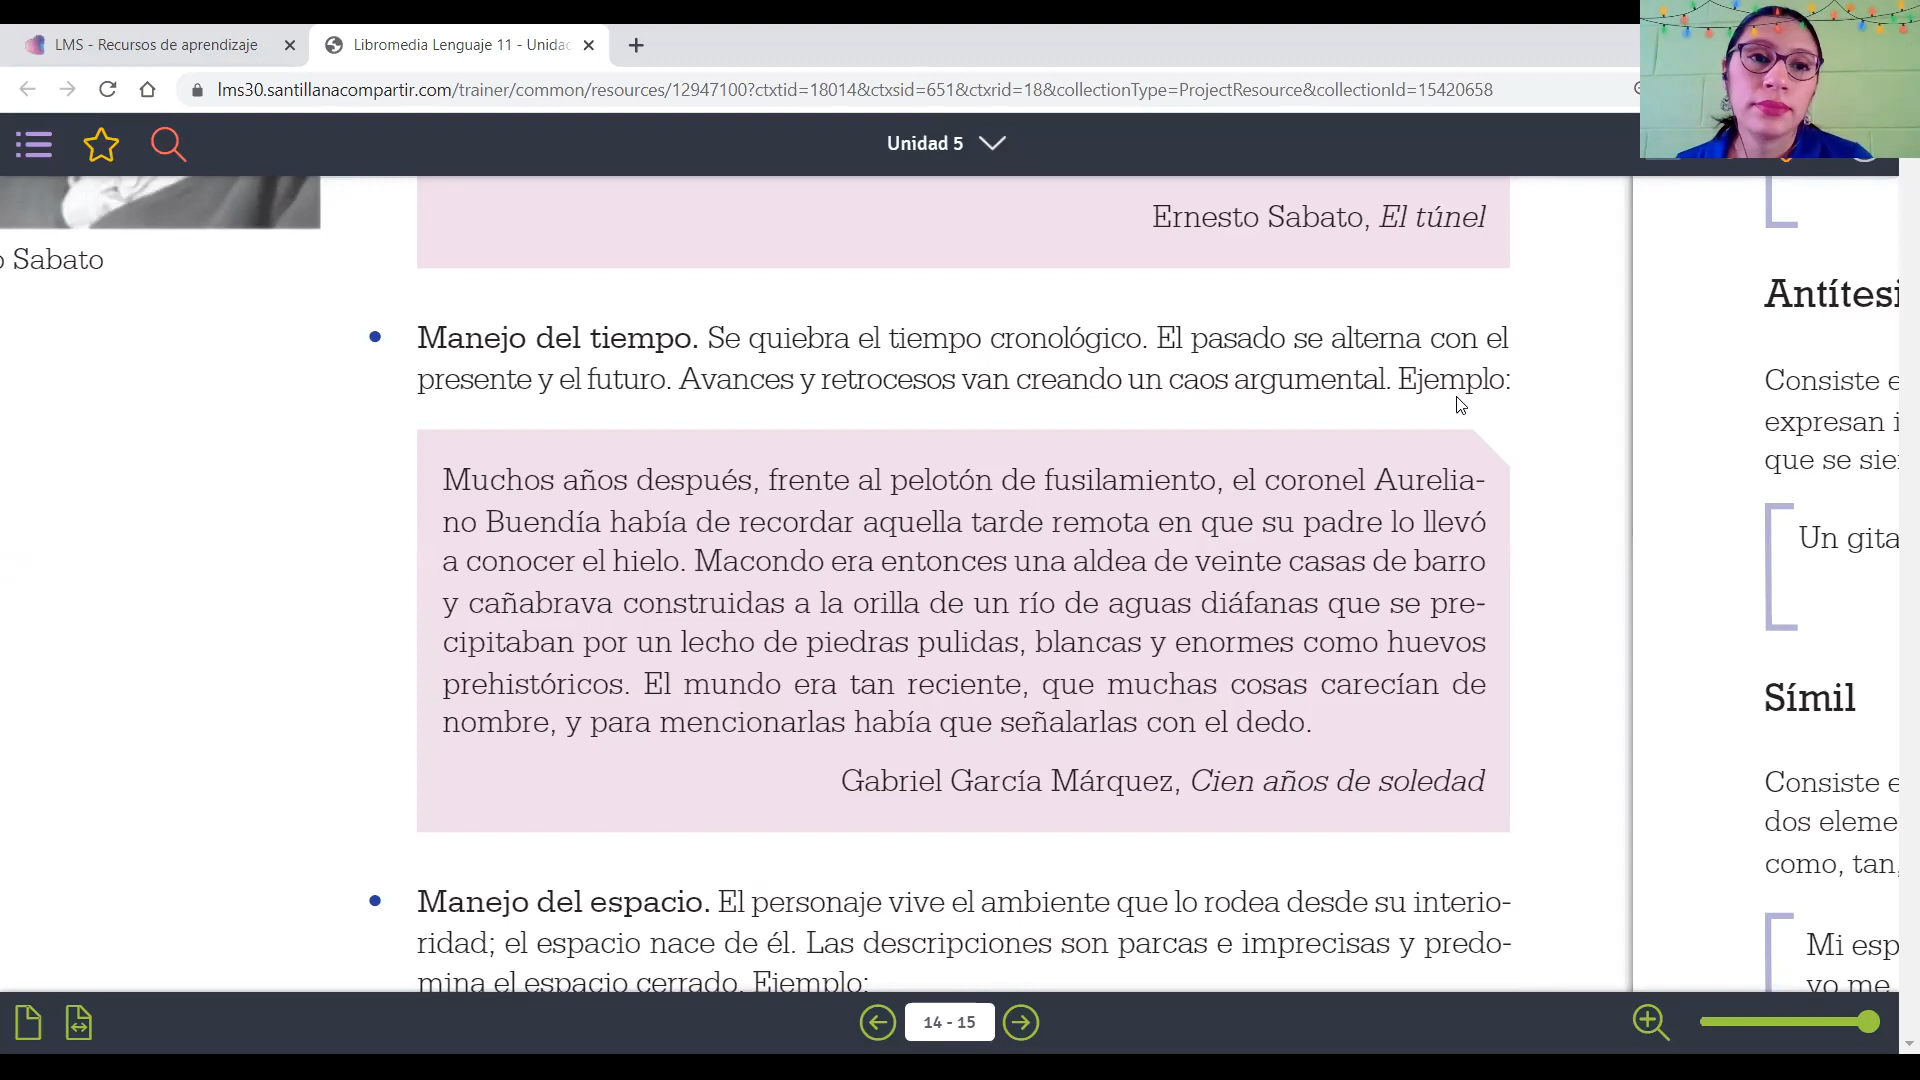 LMS - Recursos de aprendizaje
Libromedia Lenguaje 11 - Unida
lms30.santillanacompartir.com/trainer/common/resources/12947100?ctxtid=18014&ctxsid=651&ctxrid=18&collectionType=ProjectResource&collectionId=15420658
Unidad 5
o Sabato
Ernesto Sabato, El túnel
• Manejo del tiempo. Se quiebra el tiempo cronológico. El pasado se alterna con el
presente y el futuro. Avances y retrocesos van creando un caos argumental. Ejemplo:
Muchos años después, frente al pelotón de fusilamiento, el coronel Aurelia-
no Buendía había de recordar aquella tarde remota en que su padre lo llevó
a conocer el hielo. Macondo era entonces una aldea de veinte casas de barro
y cañabrava construidas a la orilla de un río de aguas diáfanas que se pre-
cipitaban por un lecho de piedras pulidas, blancas y enormes como huevos
prehistóricos. El mundo era tan reciente, que muchas cosas carecían de
nombre, y para mencionarlas había que señalarlas con el dedo.
Gabriel García Márquez, Cien años de soledad
• Manejo del espacio. El personaje vive el ambiente que lo rodea desde su interio-
ridad; el espacio nace de él. Las descripciones son parcas e imprecisas y predo-
mina el espacio cerrado. Ejemplo:
Antítesi
Consiste e
expresan i
que se sie
Un gita
Símil
Consiste e
dos eleme
como, tan,
Mi esp
yo me
14 - 15